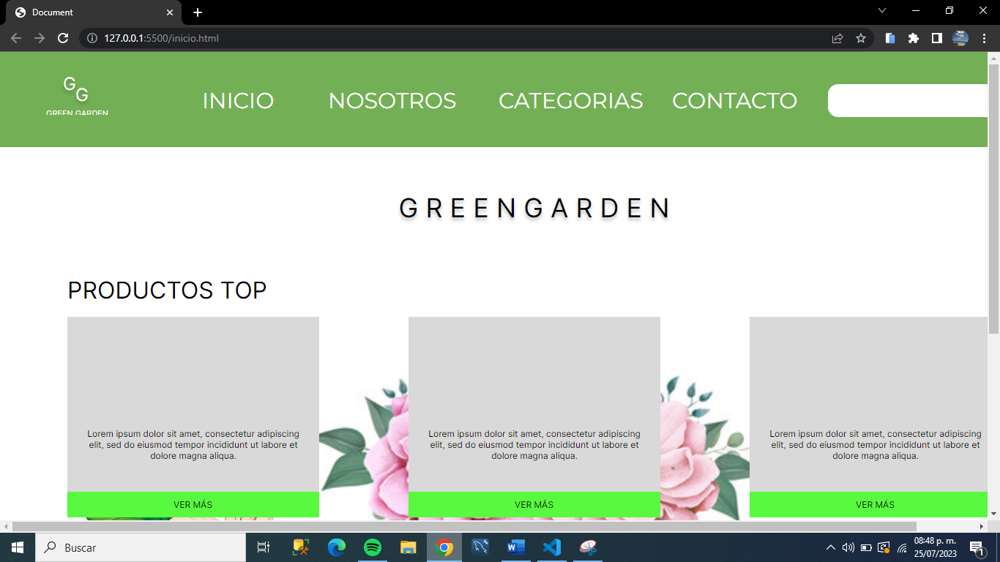 Document
127.0.0.1:5500/inicio.html
G
G
GREEN GARDEN
INICIO
NOSOTROS
CATEGORIAS
CONTACTO
GREENGARDEN
PRODUCTOS TOP
Lorem ipsum dolor sit amet, consectetur adipiscing
elit, sed do eiusmod tempor incididunt ut labore et
dolore magna aliqua.
VER MÁS
Lorem ipsum dolor sit amet, consectetur adipiscing
elit, sed do eiusmod tempor incididunt ut labore et
dolore magna aliqua.
VER MÁS
Lorem ipsum dolor sit amet, consectetur adipiscing
elit, sed do eiusmod tempor incididunt ut labore et
dolore magna aliqua.
VER MÁS
Buscar
08:48 p. m.
25/07/2023
1